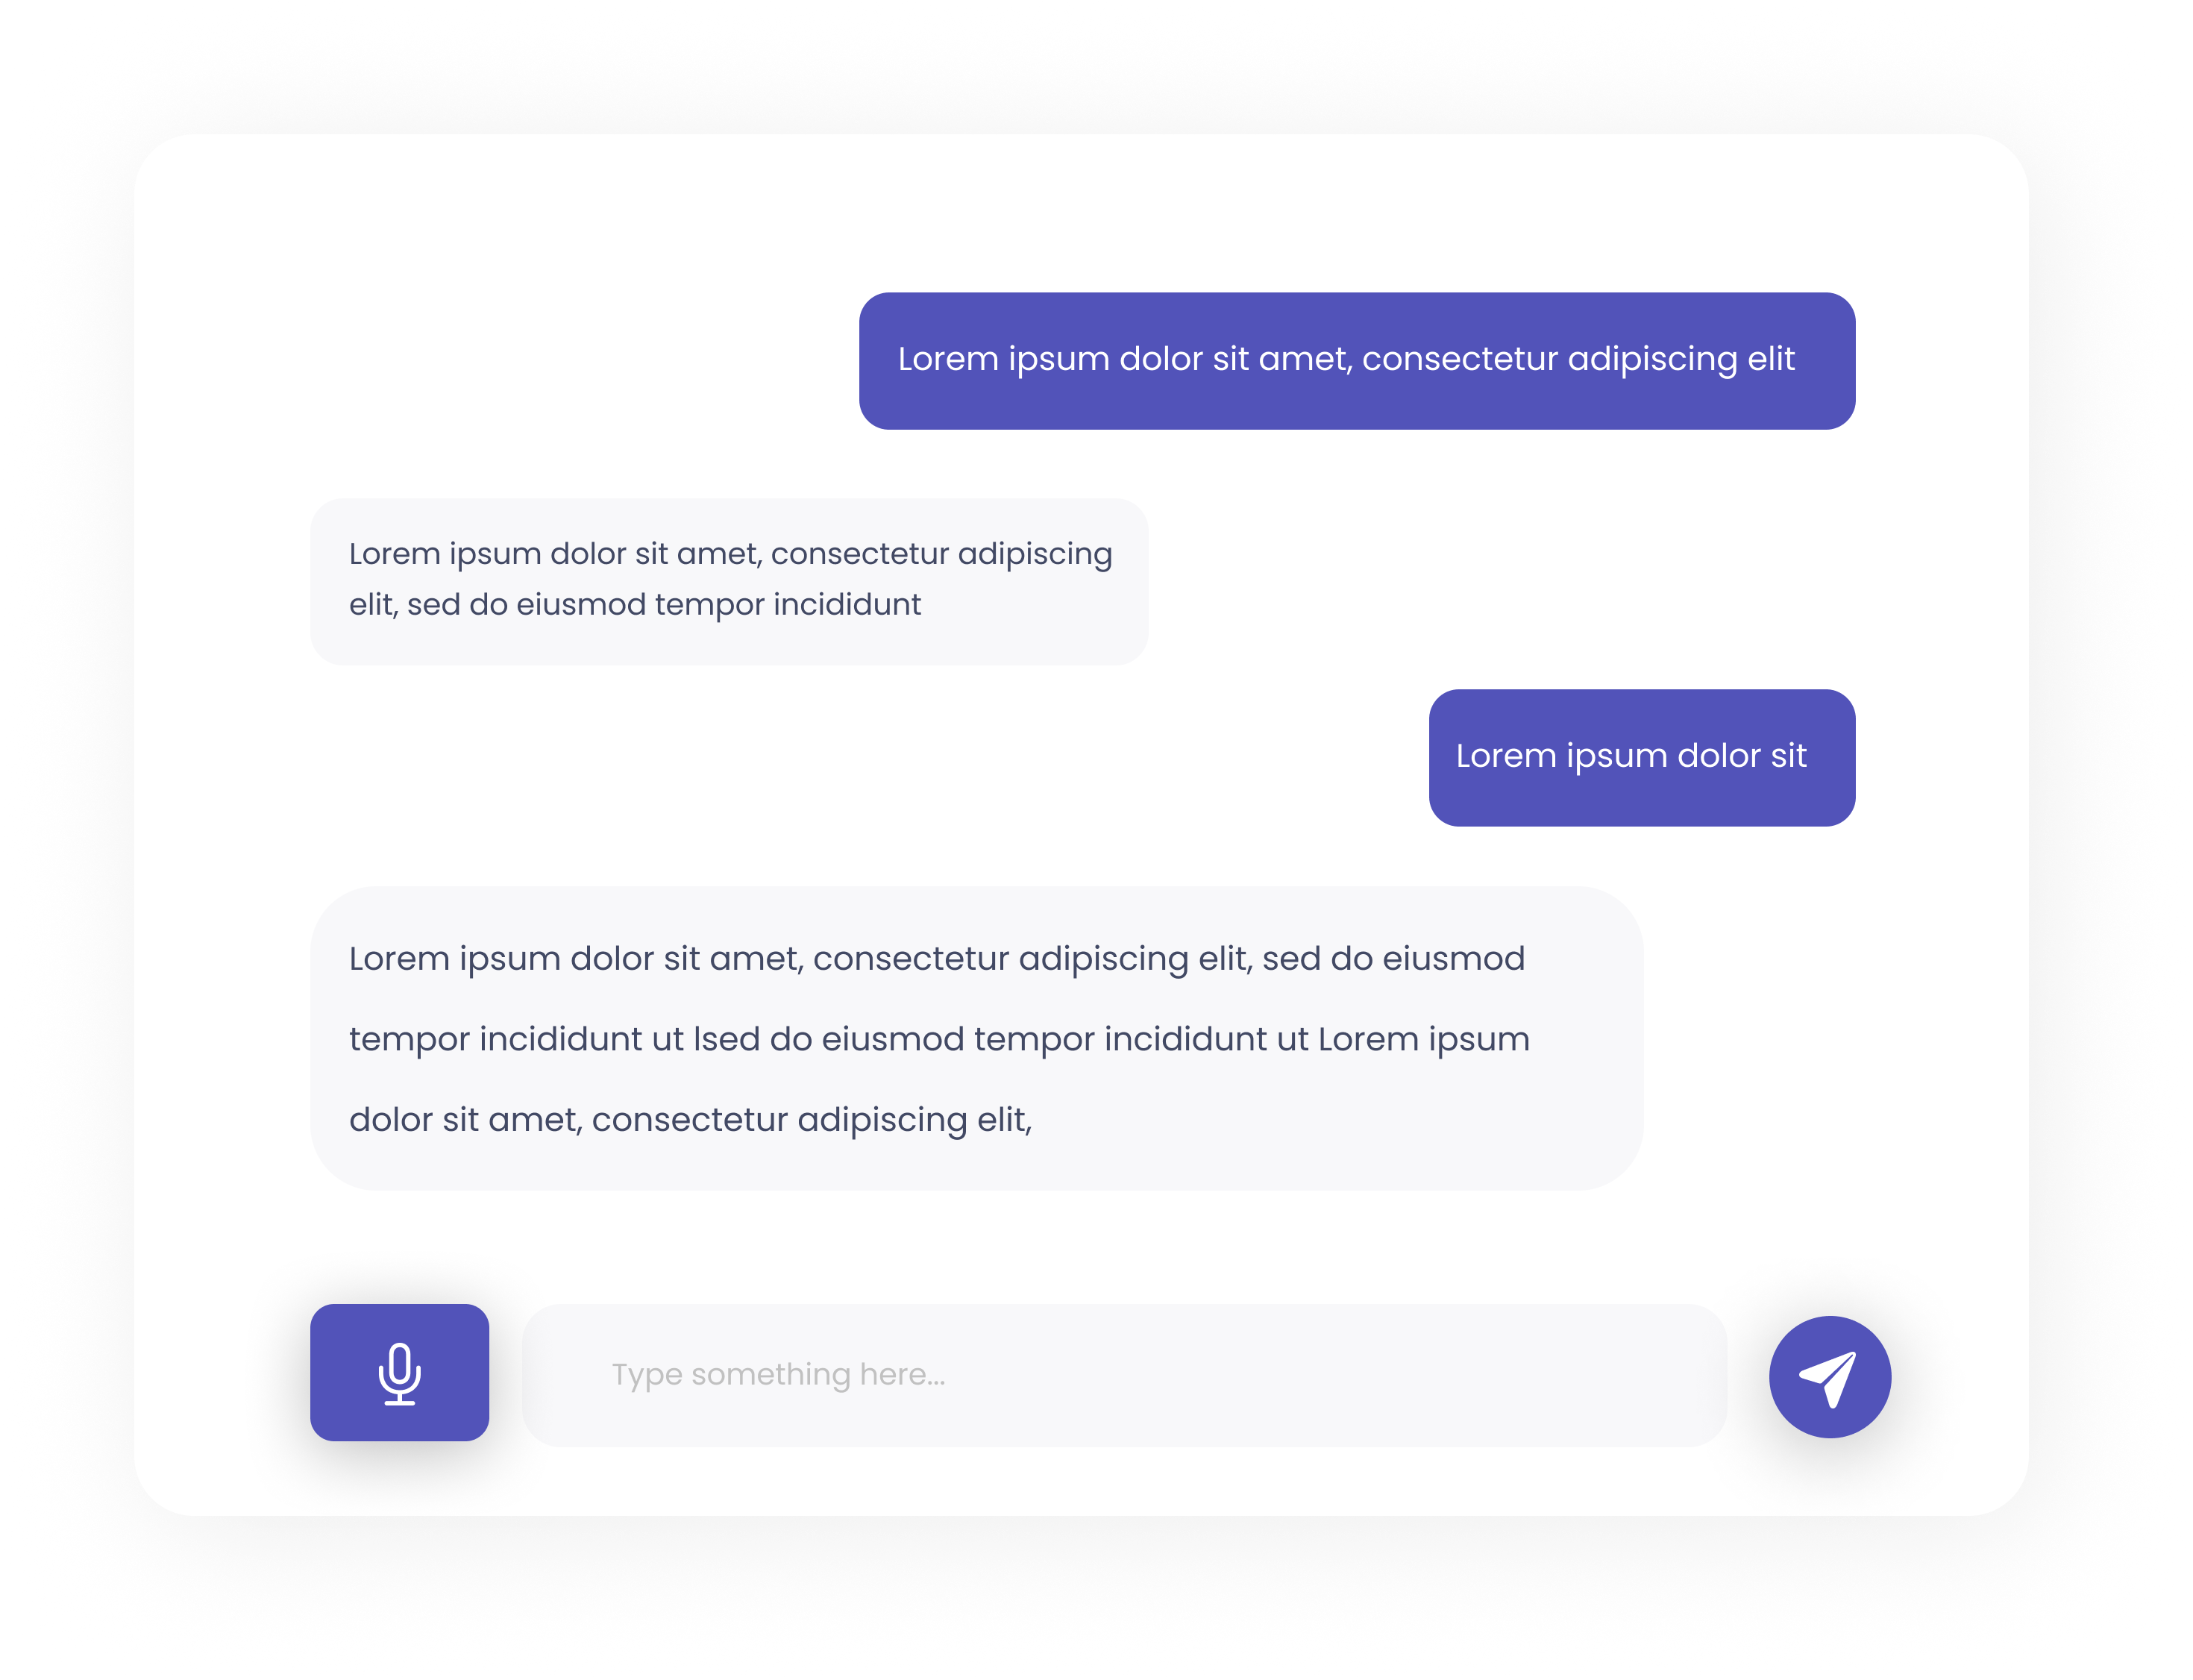 Lorem ipsum dolor sit amet, consectetur adipiscing elit
Lorem ipsum dolor sit amet, consectetur adipiscing
elit, sed do eiusmod tempor incididunt
Lorem ipsum dolor sit
Lorem ipsum dolor sit amet, consectetur adipiscing elit, sed do eiusmod
tempor incididunt ut lsed do eiusmod tempor incididunt ut Lorem ipsum
dolor sit amet, consectetur adipiscing elit,
Type something here...